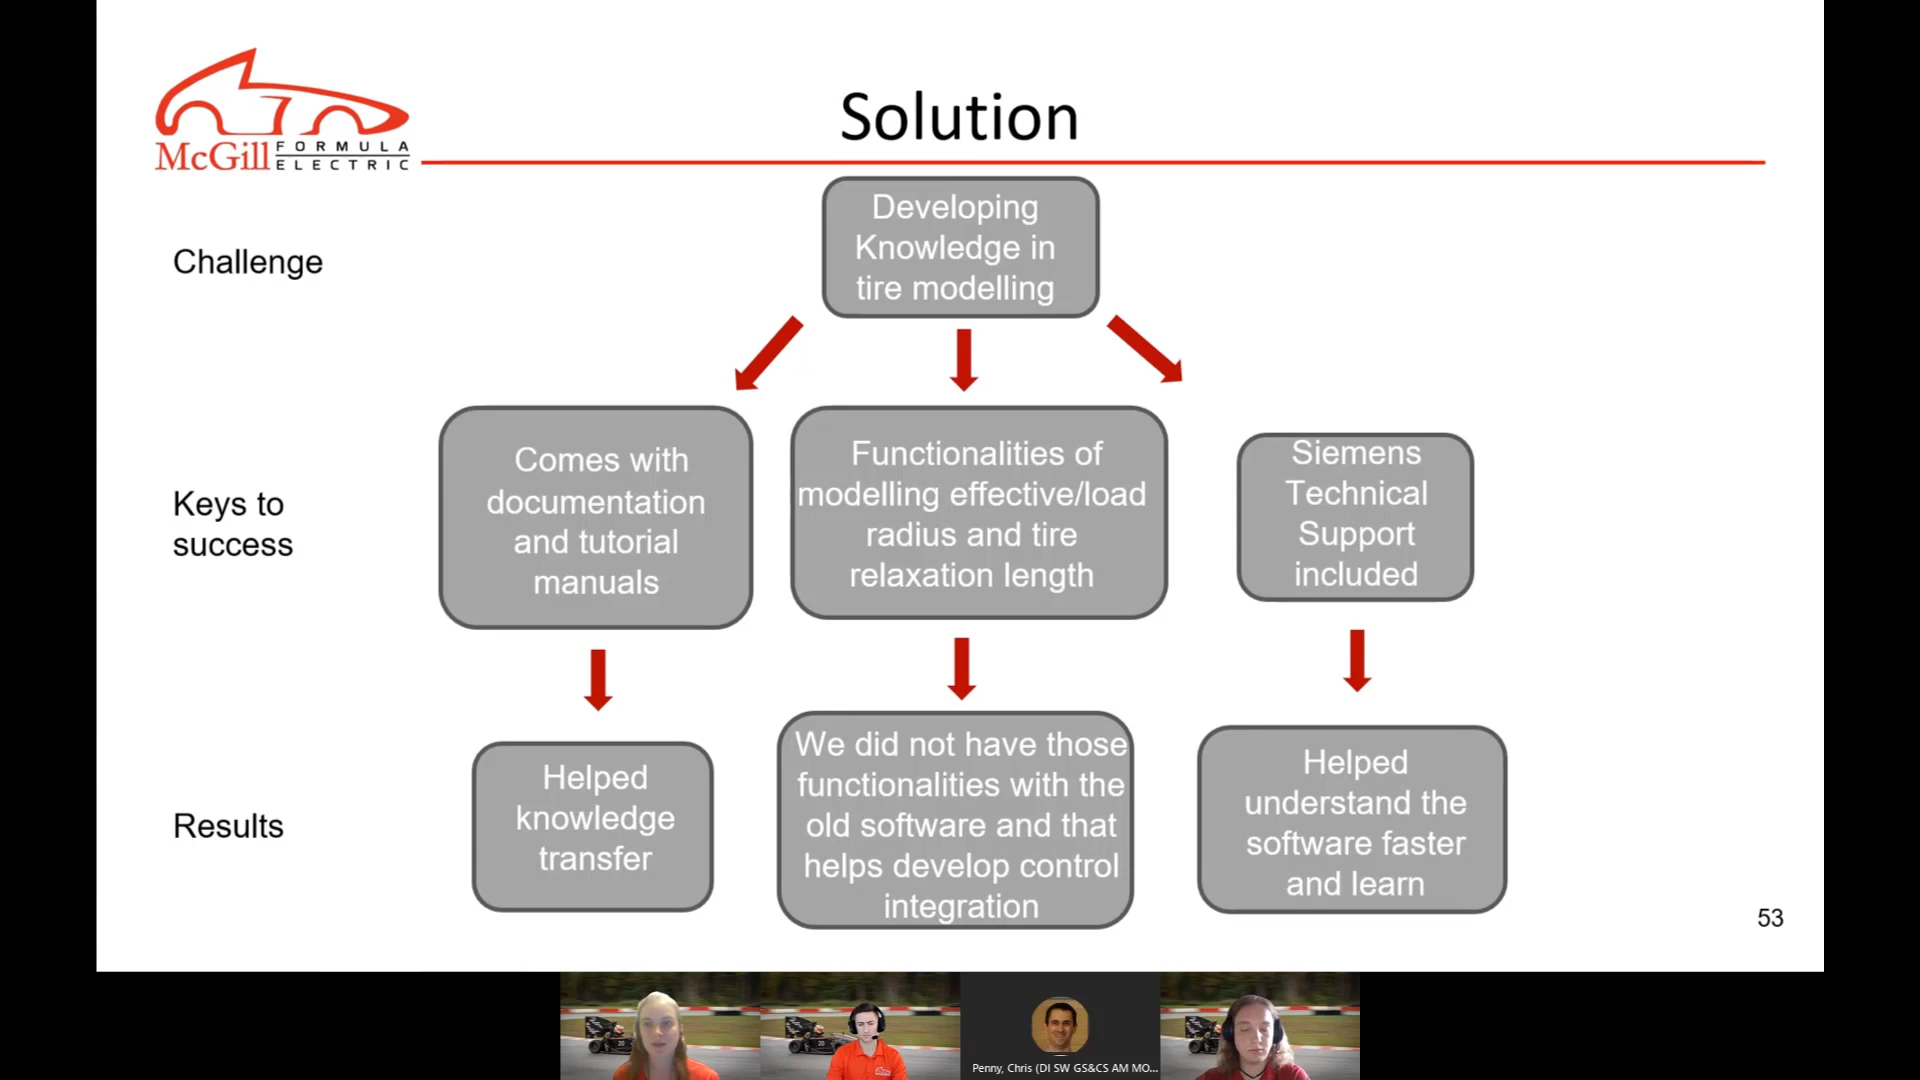 McGill FORMULA
ELECTRIC
Solution
Challenge
Developing
Knowledge in
tire modelling
Keys to
success
Comes with
documentation
and tutorial
manuals
Functionalities of
modelling effective/load
radius and tire
relaxation length
Siemens
Technical
Support
included
Results
Helped
knowledge
transfer
We did not have those
functionalities with the
old software and that
helps develop control
integration
Helped
understand the
software faster
and learn
53
Penny, Chris (DI SW GS&CS AM MO...